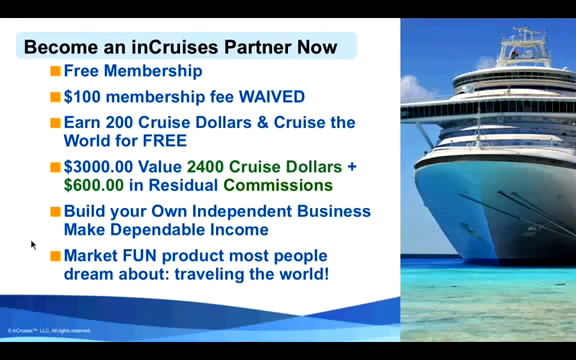 Become an inCruises Partner Now
Free Membership
$100 membership fee WAIVED
Earn 200 Cruise Dollars & Cruise the
World for FREE
$3000.00 Value 2400 Cruise Dollars +
$600.00 in Residual Commissions
Build your Own Independent Business
Make Dependable Income
Market FUN product most people
dream about: traveling the world!
© inCruises™ LLC. All rights reserved.